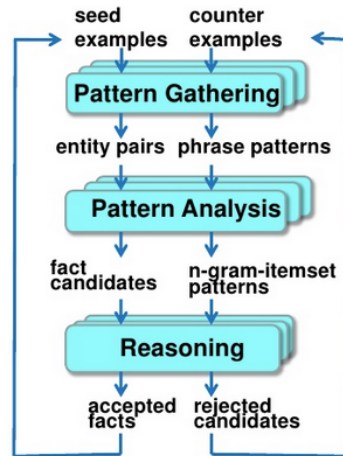 seed counter
examples examples
Pattern Gathering
entity pairs phrase patterns
Pattern Analysis
fact n-gram-itemset
candidates patterns
Reasoning
accepted rejected
facts candidates